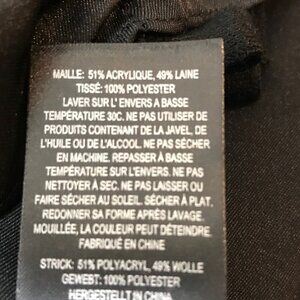 MAILLE: 51% ACRYLIQUE, 49% LAINE
TISSÉ: 100% POLYESTER
LAVER SUR L' ENVERS A BASSE
TEMPÉRATURE 30C. NE PAS UTILISER DE
PRODUITS CONTENANT DE LA JAVEL, DE
L'HUILE OU DE L'ALCOOL. NE PAS SÉCHER
EN MACHINE. REPASSER À BASSE
TEMPÉRATURE SUR L'ENVERS. NE PAS
NETTOYER À SEC. NE PAS LAISSER OU
FAIRE SÉCHER AU SOLEIL. SÉCHER À PLAT.
REDONNER SA FORME APRÈS LAVAGE.
MOUILLÉE, LA COULEUR PEUT DÉTEINDRE.
FABRIQUÉ EN CHINE
STRICK: 51% POLYACRYL, 49% WOLLE
GEWEBT: 100% POLYESTER
HERGESTELLT IN CHINA